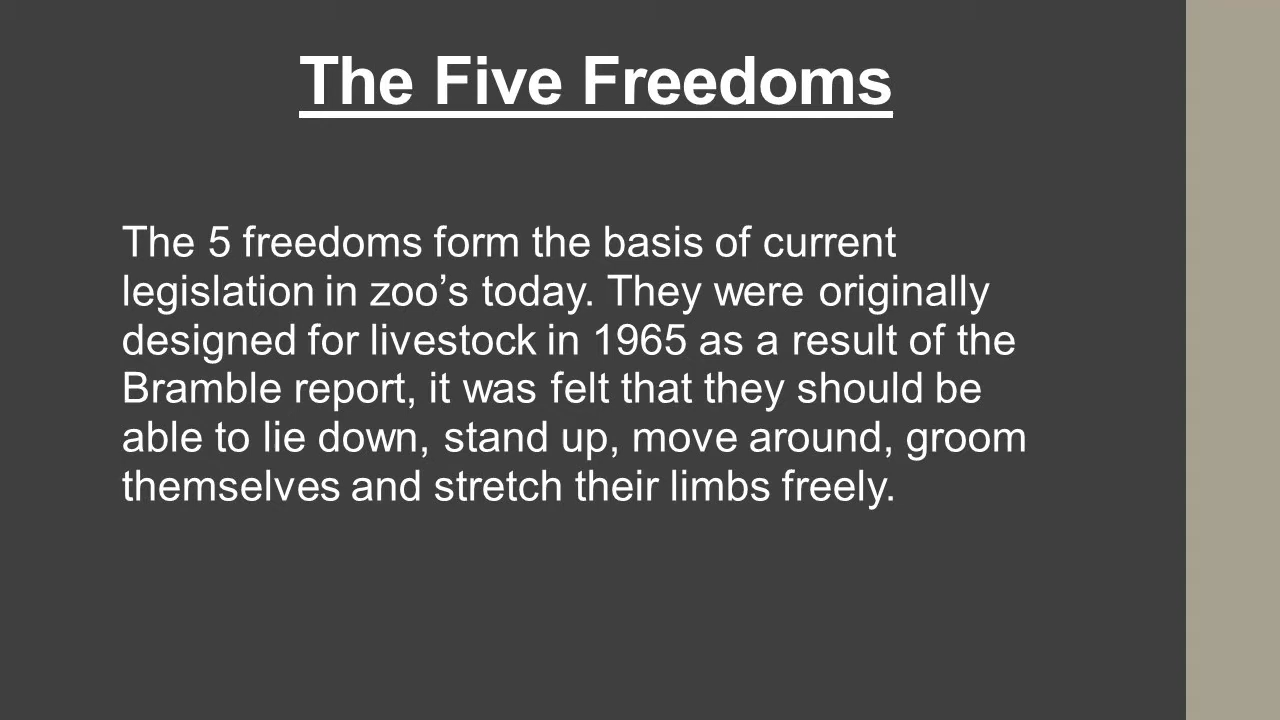 The Five Freedoms
The 5 freedoms form the basis of current
legislation in zoo’s today. They were originally
designed for livestock in 1965 as a result of the
Bramble report, it was felt that they should be
able to lie down, stand up, move around, groom
themselves and stretch their limbs freely.